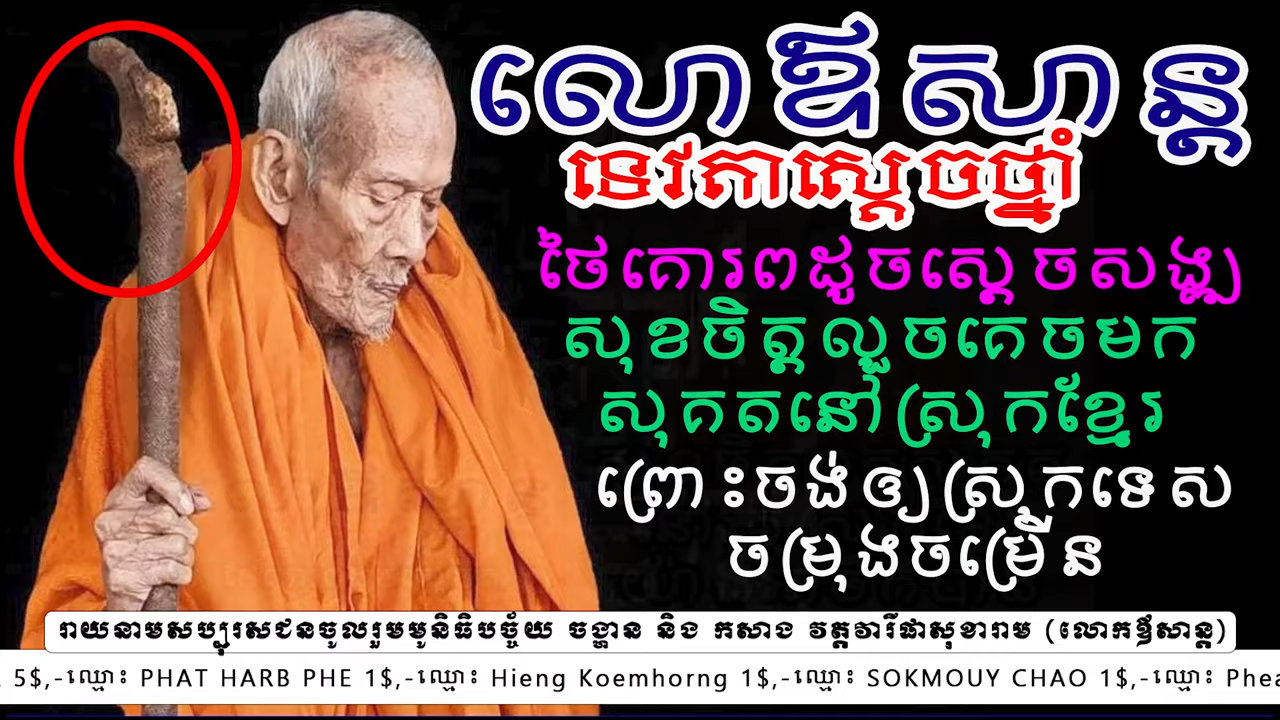 លោឪសាន្ត
ទេវតាស្ដេចថ្នាំ
ថៃគោរពដូចស្ដេចសង្ឃ
សុខចិត្តលួចគេចមក
សុគតនៅស្រុកខ្មែរ
ព្រោះចង់ឲ្យស្រុកទេស
ចម្រុងចម្រើន
រាយនាមសប្បុរសជនចូលរួមមូនិធិបច្ច័យ ចង្ហាន និង កសាង វត្តវារីផាសុខារាម (លោកឪសាន្ត)
5$,-ឈ្មោះ PHAT HARB PHE 1$,-ឈ្មោះ Hieng Koemhorng 1$,-ឈ្មោះ SOKMOUY CHAO 1$,-ឈ្មោះ Phea